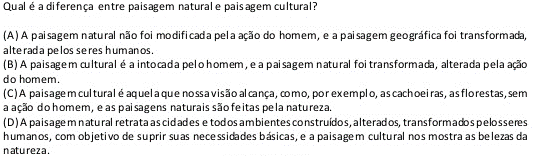 Qual é a diferença entre paisagem natural e paisagem cultural?
(A) A paisagem natural não foi modificada pela ação do homem, e a paisagem geográfica foi transformada,
alterada pelos seres humanos.
(B) A paisagem cultural é a intocada pelo homem, e a paisagem natural foi transformada, alterada pela ação
do homem.
(C) A paisagem cultural é aquela que nossa visão alcança, como, por exemplo, as cachoeiras, as florestas, sem
a ação do homem, e as paisagens naturais são feitas pela natureza.
(D) A paisagem natural retrata as cidades e todos ambientes construídos, alterados, transformados pelos seres
humanos, com objetivo de suprir suas necessidades básicas, e a paisagem cultural nos mostra as belezas da
natureza.